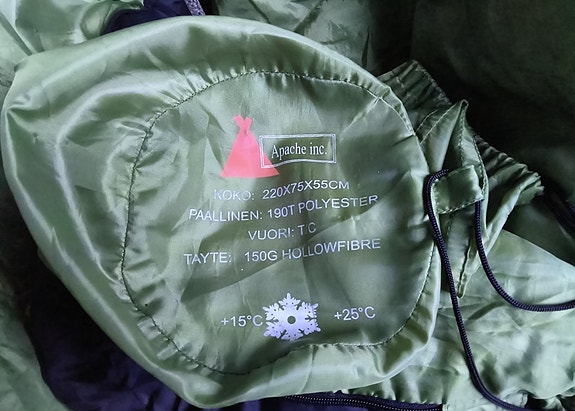 Apache inc.
KOKO: 220X75X55CM
PAALLINEN: 190T POLYESTER
VUORI: T C
TAYTE: 150G HOLLOWFIBRE
+15°C +25°C